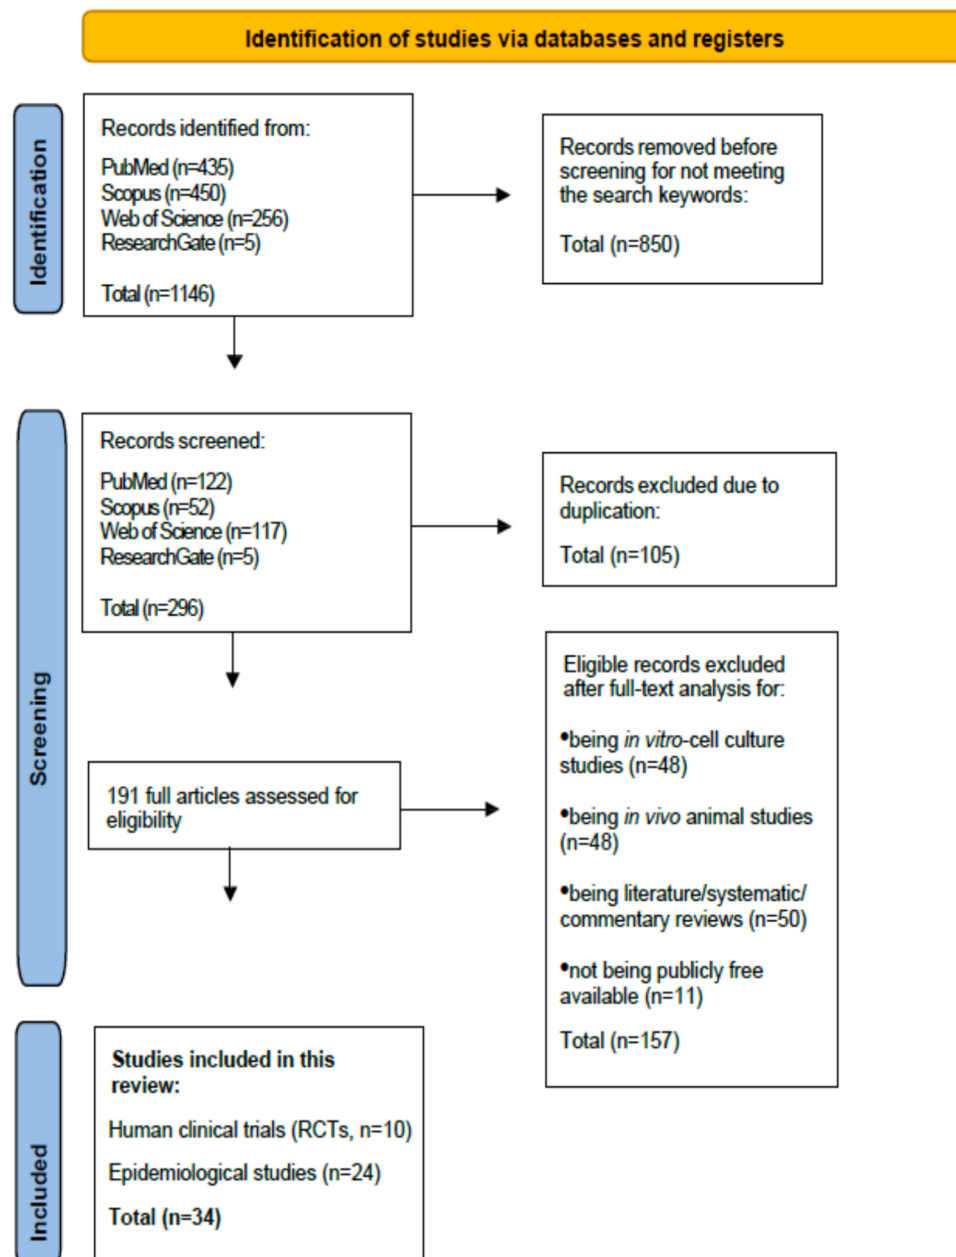 Identification of studies via databases and registers
Identification
Records identified from:
PubMed (n=435)
Scopus (n=450)
Web of Science (n=256)
ResearchGate (n=5)
Total (n=1146)
Records removed before
screening for not meeting
the search keywords:
Total (n=850)
Screening
Records screened:
PubMed (n=122)
Scopus (n=52)
Web of Science (n=117)
ResearchGate (n=5)
Total (n=296)
Records excluded due to
duplication:
Total (n=105)
191 full articles assessed for
eligibility
Eligible records excluded
after full-text analysis for:
•being in vitro-cell culture
studies (n=48)
•being in vivo animal studies
(n=48)
•being literature/systematic/
commentary reviews (n=50)
•not being publicly free
available (n=11)
Total (n=157)
Included
Studies included in this
review:
Human clinical trials (RCTs, n=10)
Epidemiological studies (n=24)
Total (n=34)